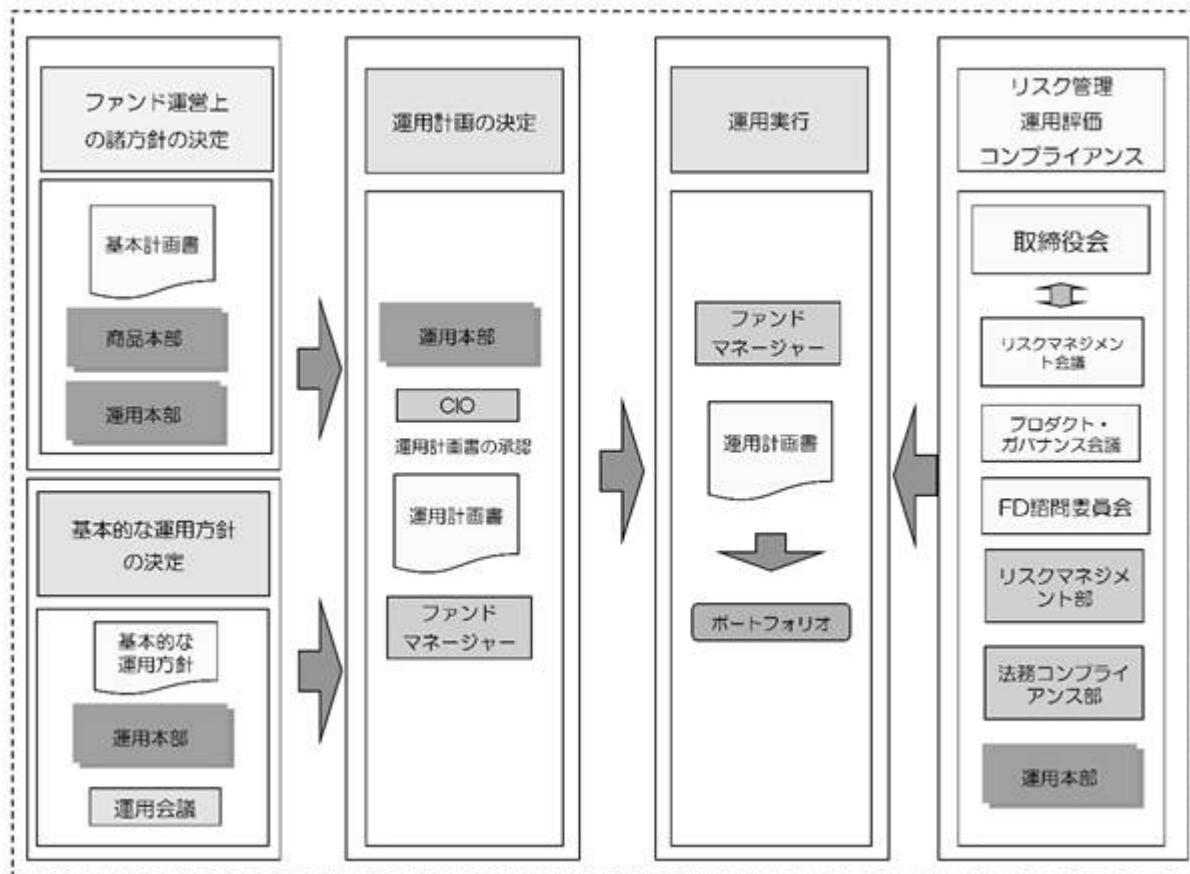 ファンド運営上
の諸方針の決定
基本計画書
商品本部
運用本部
基本的な運用方針
の決定
基本的な
運用方針
運用本部
運用会議
運用計画の決定
運用本部
CIO
運用計画書の承認
運用計画書
ファンド
マネージャー
運用実行
ファンド
マネージャー
運用計画書
ポートフォリオ
リスク管理
運用評価
コンプライアンス
取締役会
リスクマネジメン
ト会議
プロダクト・
ガバナンス会議
FD諮問委員会
リスクマネジメ
ント部
法務コンプライ
アンス部
運用本部